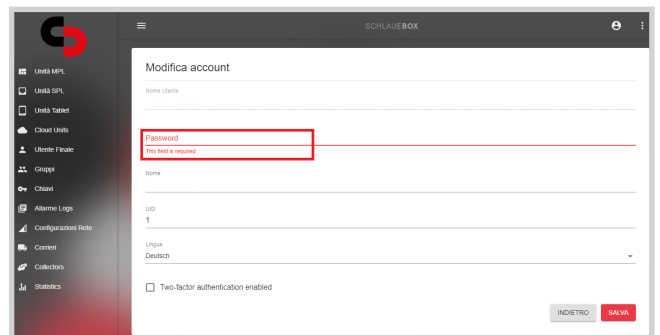 SCHLAUEBOX
Unità MPL
Unità SPL
Unità Tablet
Cloud Units
Utente Finale
Gruppi
Chiavi
Allarme Logs
Configurazioni Rete
Corrieri
Collectors
Statistics
Modifica account
Nome Utente
Password
This field is required
Nome
UID
1
Lingua
Deutsch
Two-factor authentication enabled
INDIETRO SALVA